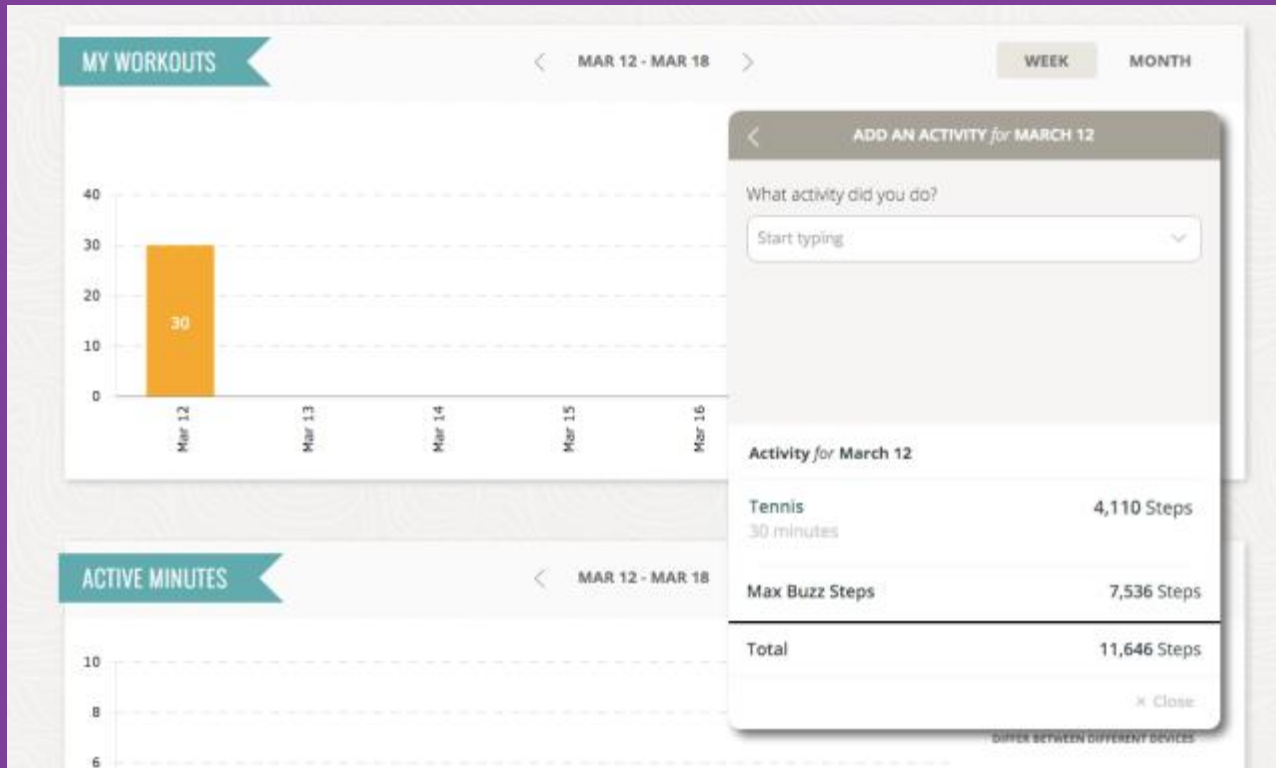 MY WORKOUTS
MAR 12 - MAR 18
WEEK MONTH
40
30
20
10
0
30
Mar 12
Mar 13
Mar 14
Mar 15
Mar 16
ADD AN ACTIVITY for MARCH 12
What activity did you do?
Start typing
Activity for March 12
Tennis 4,110 Steps
30 minutes
Max Buzz Steps 7,536 Steps
Total 11,646 Steps
× Close
DIFFER BETWEEN DIFFERENT DEVICES
ACTIVE MINUTES
MAR 12 - MAR 18
10
8
6